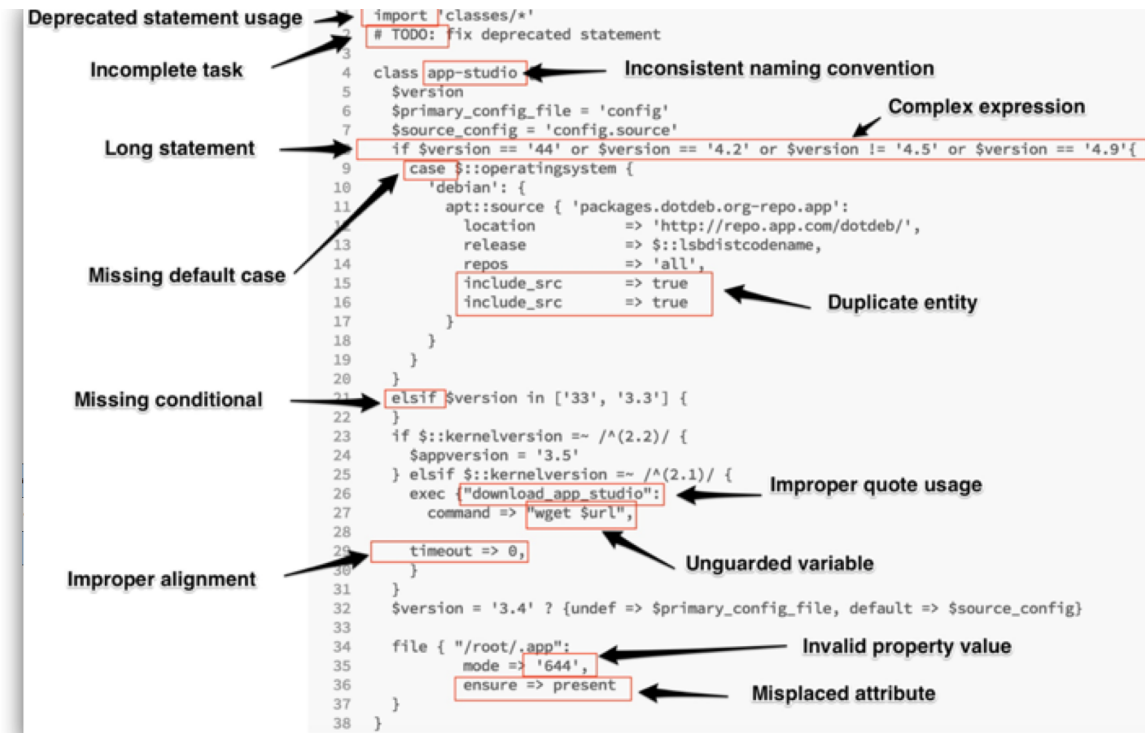 Deprecated statement usage
1 import 'classes/*'
2 # TODO: fix deprecated statement
Incomplete task
3
4 class app-studio
Inconsistent naming convention
5 $version
6 $primary_config_file = 'config'
Complex expression
7 $source_config = 'config.source'
Long statement
if $version == '44' or $version == '4.2' or $version != '4.5' or $version == '4.9'{
9 case $::operatingsystem {
10 'debian': {
11 apt::source { 'packages.dotdeb.org-repo.app':
12 location => 'http://repo.app.com/dotdeb/',
13 release => $::lsbdistcodename,
14 repos => 'all',
Missing default case
15 include_src => true
16 include_src => true
Duplicate entity
17 }
18 }
19 }
20 }
Missing conditional
21 elsif $version in ['33', '3.3'] {
22 }
23 if $::kernelversion =~ /^(2.2)/ {
24 $appversion = '3.5'
25 } elsif $::kernelversion =~ /^(2.1)/ {
26 exec {"download_app_studio":
Improper quote usage
27 command => "wget $url",
28
Unguarded variable
29 timeout => 0,
Improper alignment
30 }
31 }
32 $version = '3.4' ? {undef => $primary_config_file, default => $source_config}
33
34 file { "/root/.app":
Invalid property value
35 mode => '644',
36 ensure => present
Misplaced attribute
37 }
38 }